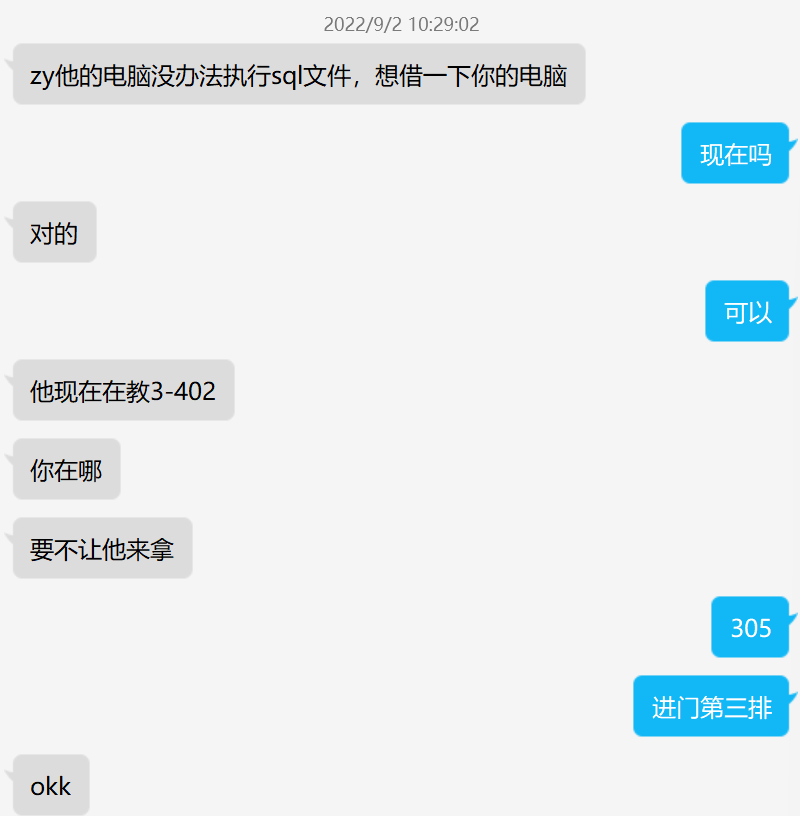 2022/9/2 10:29:02
zy他的电脑没办法执行sql文件，想借一下你的电脑
现在吗
对的
可以
他现在在教3-402
你在哪
要不让他来拿
305
进门第三排
okk